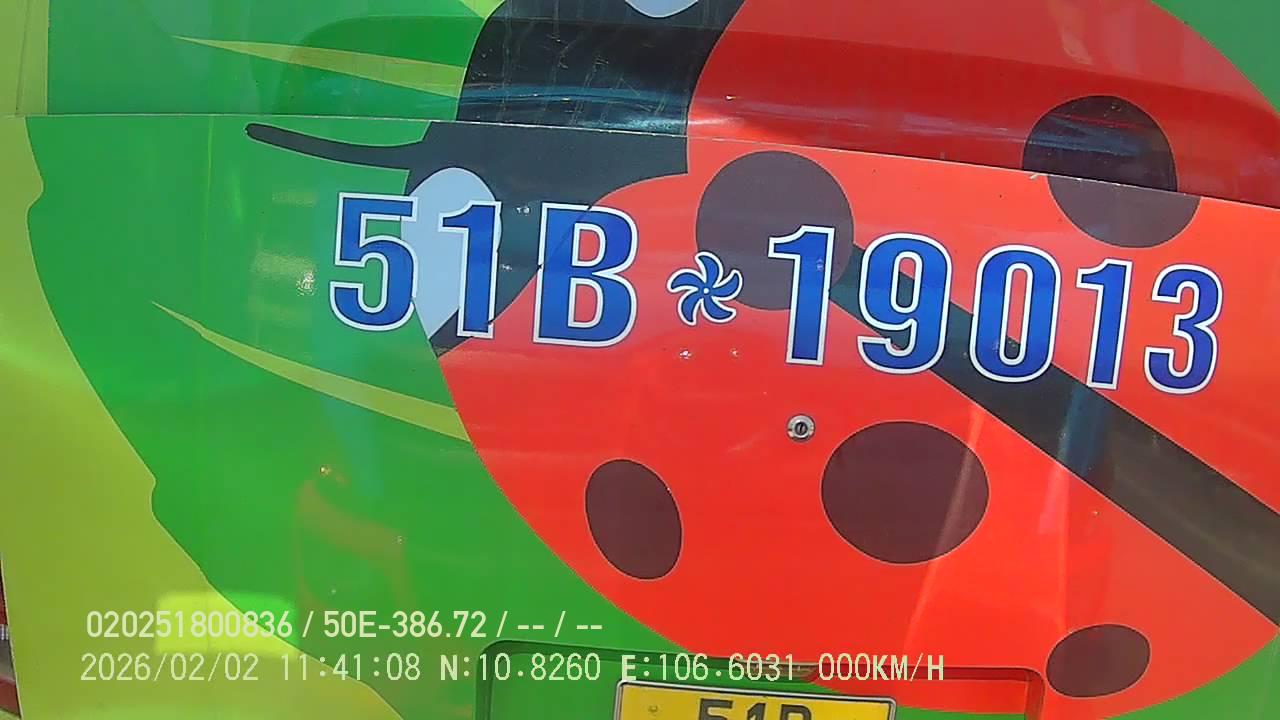 51B 19013
020251800836 / 50E-386.72 / -- / --
2026/02/02 11:41:08 N:10.8260 E:106.6031 000KM/H
51B